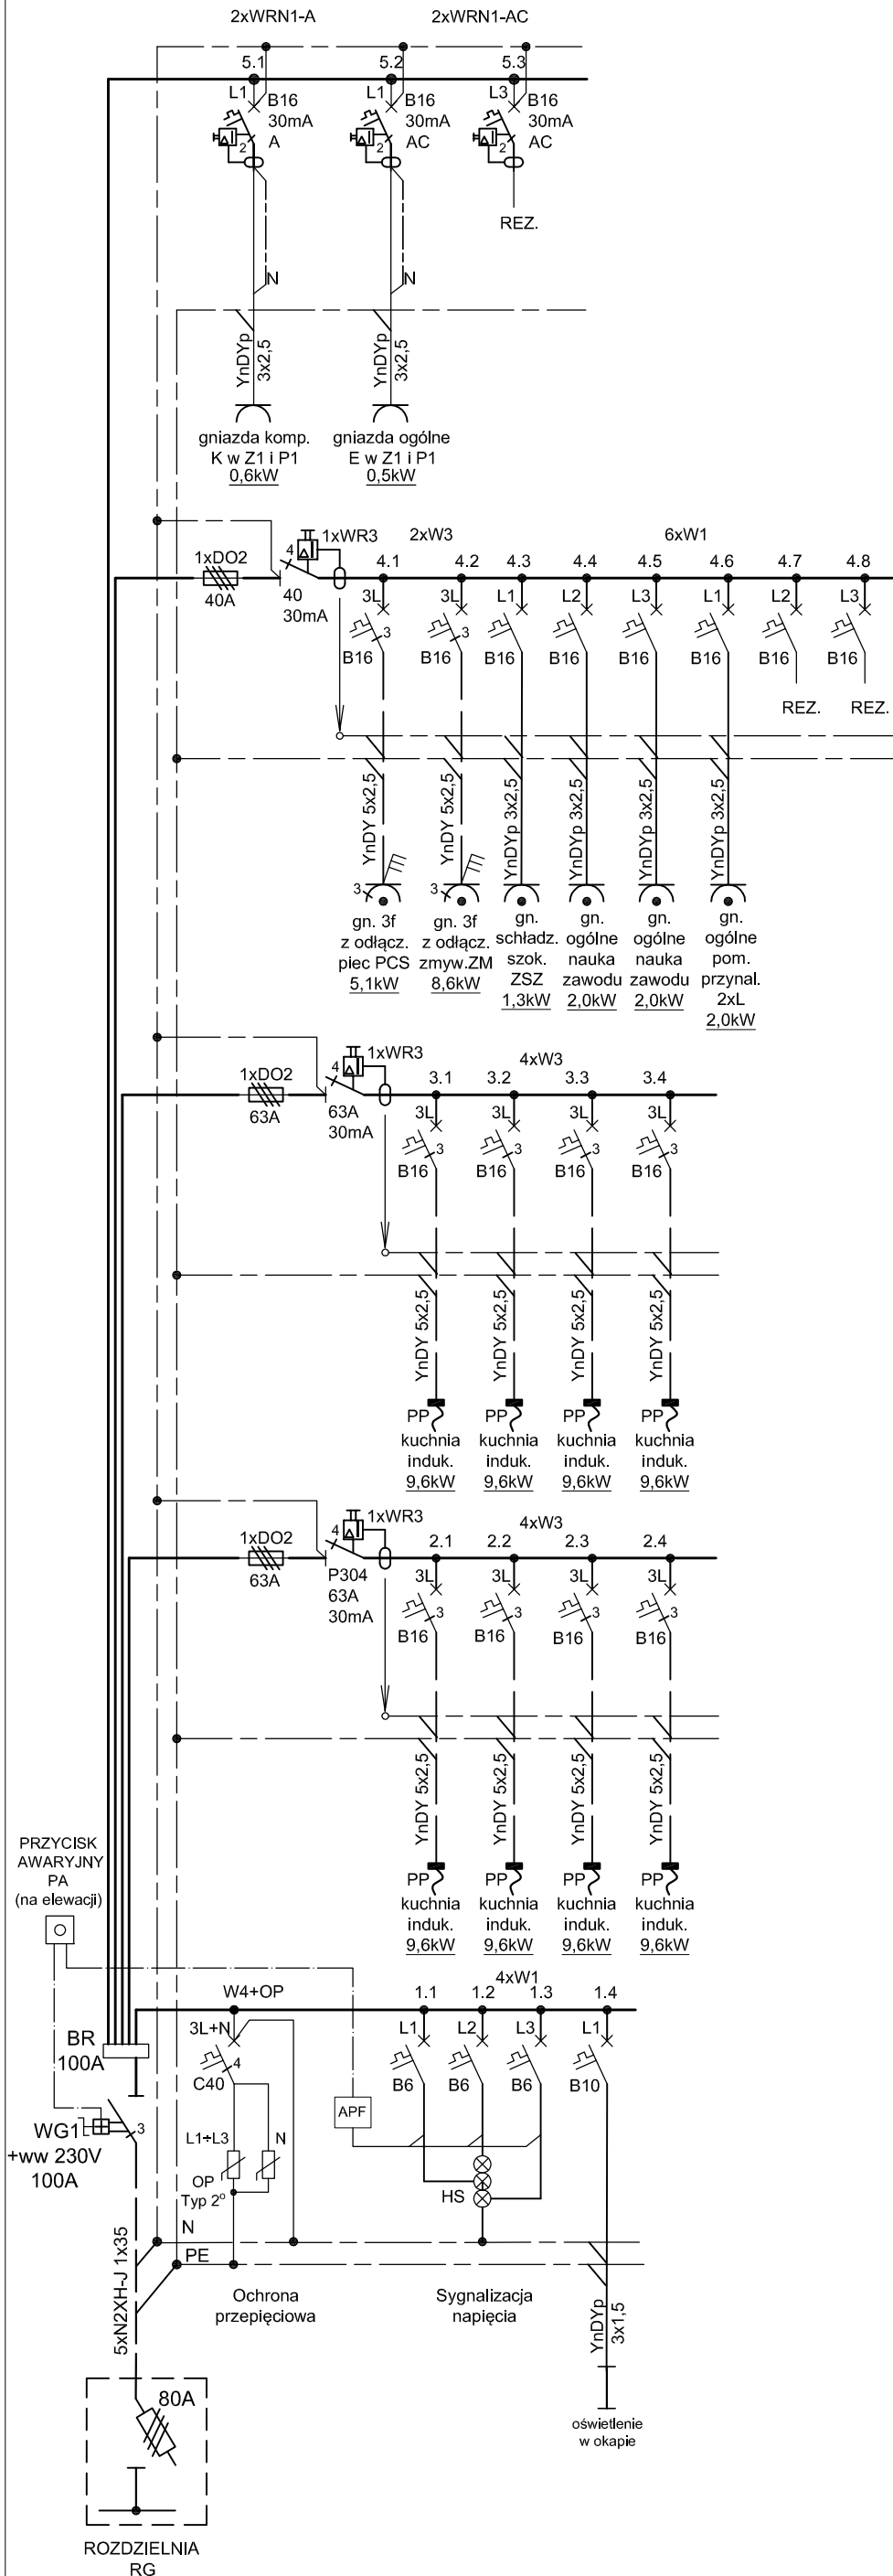 2xWRN1-A
2xWRN1-AC
5.1
5.2
5.3
L1
B16
30mA
A
2
L1
B16
30mA
AC
2
L3
B16
30mA
AC
2
REZ.
N
N
YnDYp
3x2,5
YnDYp
3x2,5
gniazda komp.
K w Z1 i P1
0,6kW
gniazda ogólne
E w Z1 i P1
0,5kW
1xDO2
40A
4
1xWR3
40
30mA
2xW3
6xW1
4.1
4.2
4.3
4.4
4.5
4.6
4.7
4.8
3L
3L
L1
L2
L3
L1
L2
L3
3
3
B16
B16
B16
B16
B16
B16
B16
B16
REZ.
REZ.
YnDY 5x2,5
YnDY 5x2,5
YnDYp 3x2,5
YnDYp 3x2,5
YnDYp 3x2,5
YnDYp 3x2,5
3
3
gn. 3f
z odłącz.
piec PCS
5,1kW
gn. 3f
z odłącz.
zmyw.ZM
8,6kW
gn.
schładz.
szok.
ZSZ
1,3kW
gn.
ogólne
nauka
zawodu
2,0kW
gn.
ogólne
nauka
zawodu
2,0kW
gn.
ogólne
pom.
przynal.
2xL
2,0kW
1xDO2
63A
4
1xWR3
63A
30mA
4xW3
3.1
3.2
3.3
3.4
3L
3L
3L
3L
3
3
3
3
B16
B16
B16
B16
YnDY 5x2,5
YnDY 5x2,5
YnDY 5x2,5
YnDY 5x2,5
PP
PP
PP
PP
kuchnia
induk.
9,6kW
kuchnia
induk.
9,6kW
kuchnia
induk.
9,6kW
kuchnia
induk.
9,6kW
1xDO2
63A
4
1xWR3
P304
63A
30mA
4xW3
2.1
2.2
2.3
2.4
3L
3L
3L
3L
3
3
3
3
B16
B16
B16
B16
YnDY 5x2,5
YnDY 5x2,5
YnDY 5x2,5
YnDY 5x2,5
PP
PP
PP
PP
kuchnia
induk.
9,6kW
kuchnia
induk.
9,6kW
kuchnia
induk.
9,6kW
kuchnia
induk.
9,6kW
PRZYCISK
AWARYJNY
PA
(na elewacji)
W4+OP
4xW1
1.1
1.2
1.3
1.4
3L+N
4
C40
L1
L2
L3
L1
B6
B6
B6
B10
BR
100A
APF
WG1
+ww 230V
100A
3
L1÷L3
N
OP
Typ 2°
HS
N
PE
5xN2XH-J 1x35
Ochrona
przepięciowa
Sygnalizacja
napięcia
YnDYp
3x1,5
oświetlenie
w okapie
80A
ROZDZIELNIA
RG